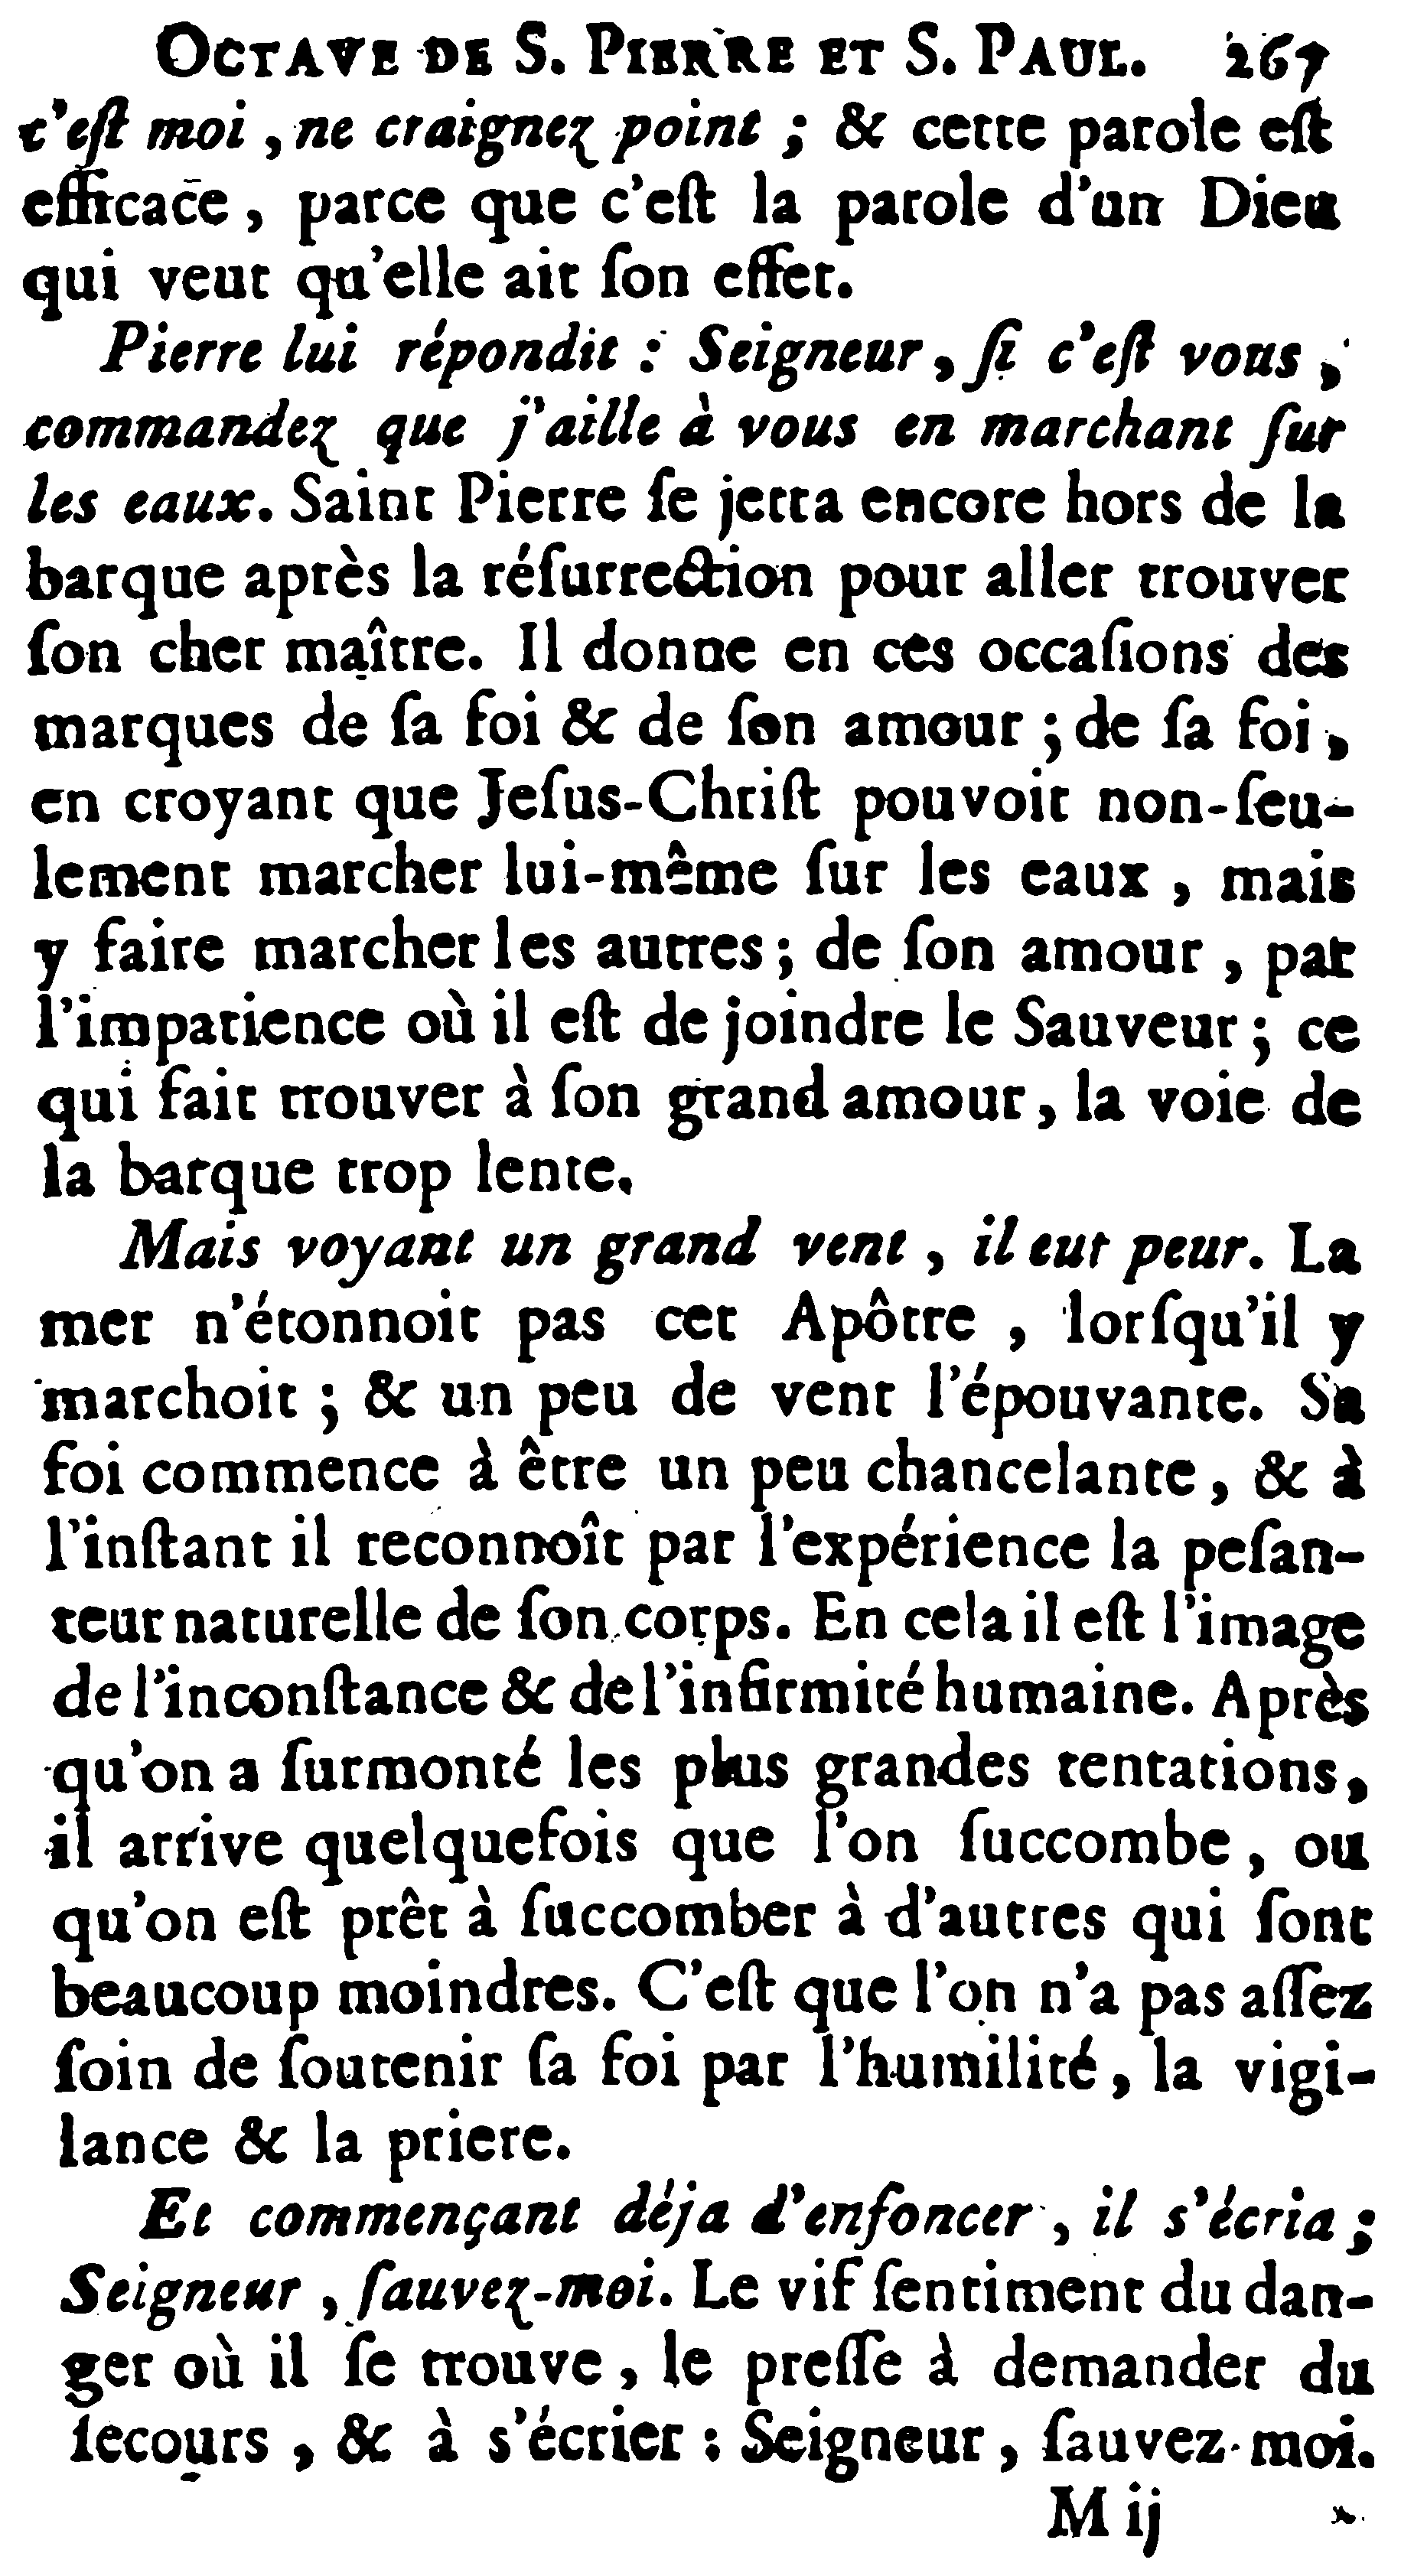 OCTAVE DE S. PIERRE ET S. PAUL. 267
c'eſt moi, ne craignez point; & cette parole eſt
efficace, parce que c'eſt la parole d'un Dieu
qui veut qu'elle ait ſon effet.
Pierre lui répondit : Seigneur, ſi c'eſt vous,
commandez que j'aille à vous en marchant ſur
les eaux. Saint Pierre ſe jetta encore hors de la
barque après la réſurrection pour aller trouver
ſon cher maître. Il donne en ces occaſions des
marques de ſa foi & de ſon amour ; de ſa foi,
en croyant que Jeſus-Chriſt pouvoit non-ſeu-
lement marcher lui-même ſur les eaux, mais
y faire marcher les autres ; de ſon amour, par
l'impatience où il eſt de joindre le Sauveur ; ce
qui fait trouver à ſon grand amour, la voie de
la barque trop lente.
Mais voyant un grand vent, il eut peur. La
mer n'étonnoit pas cet Apôtre, lorſqu'il y
marchoit ; & un peu de vent l'épouvante. Sa
foi commence à être un peu chancelante, & à
l'inſtant il reconnoît par l'expérience la peſan-
teur naturelle de ſon corps. En cela il eſt l'image
de l'inconſtance & de l'infirmité humaine. Après
qu'on a ſurmonté les plus grandes tentations,
il arrive quelquefois que l'on ſuccombe, ou
qu'on eſt prêt à ſuccomber à d'autres qui ſont
beaucoup moindres. C'eſt que l'on n'a pas aſſez
ſoin de ſoutenir ſa foi par l'humilité, la vigi-
lance & la priere.
Et commençant déja d'enfoncer, il s'écria ;
Seigneur, ſauvez-moi. Le vif ſentiment du dan-
ger où il ſe trouve, le preſſe à demander du
ſecours, & à s'écrier : Seigneur, ſauvez-moi.
M ij